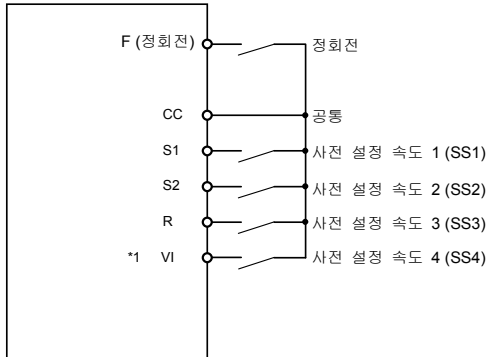 F (정회전) 정회전
CC 공통
S1 사전 설정 속도 1 (SS1)
S2 사전 설정 속도 2 (SS2)
R 사전 설정 속도 3 (SS3)
*1 VI 사전 설정 속도 4 (SS4)